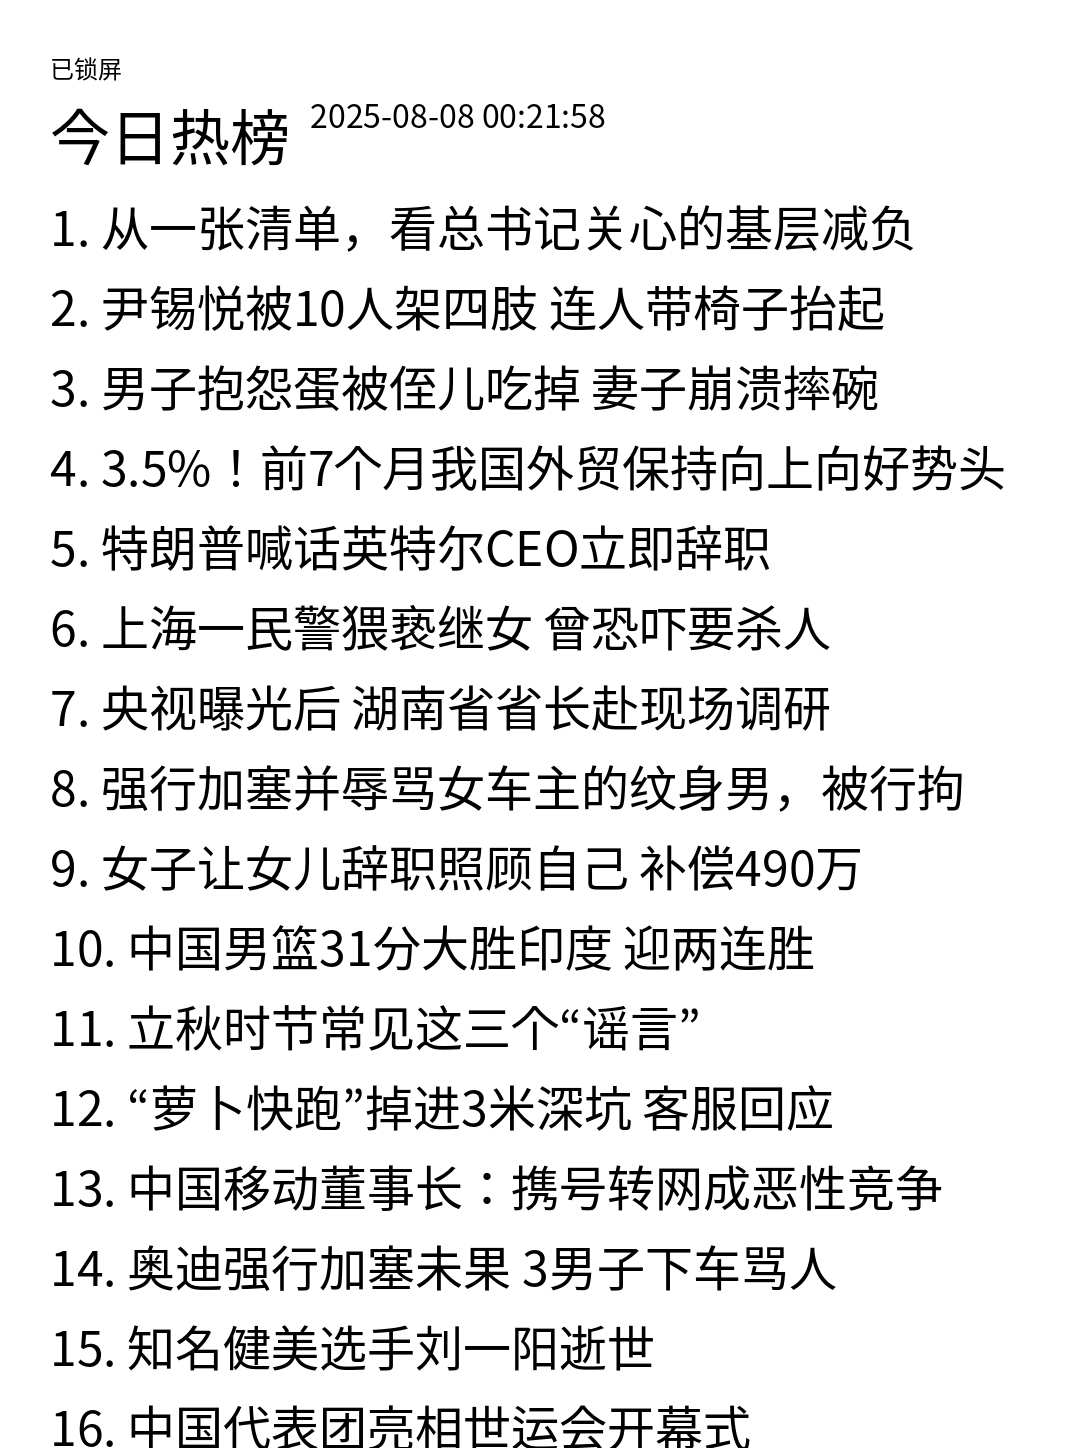 已锁屏
今日热榜 2025-08-08 00:21:58
1. 从一张清单，看总书记关心的基层减负
2. 尹锡悦被10人架四肢 连人带椅子抬起
3. 男子抱怨蛋被侄儿吃掉 妻子崩溃摔碗
4. 3.5%！前7个月我国外贸保持向上向好势头
5. 特朗普喊话英特尔CEO立即辞职
6. 上海一民警猥亵继女 曾恐吓要杀人
7. 央视曝光后 湖南省省长赴现场调研
8. 强行加塞并辱骂女车主的纹身男，被行拘
9. 女子让女儿辞职照顾自己 补偿490万
10. 中国男篮31分大胜印度 迎两连胜
11. 立秋时节常见这三个“谣言”
12. “萝卜快跑”掉进3米深坑 客服回应
13. 中国移动董事长：携号转网成恶性竞争
14. 奥迪强行加塞未果 3男子下车骂人
15. 知名健美选手刘一阳逝世
16. 中国代表团亮相世运会开幕式